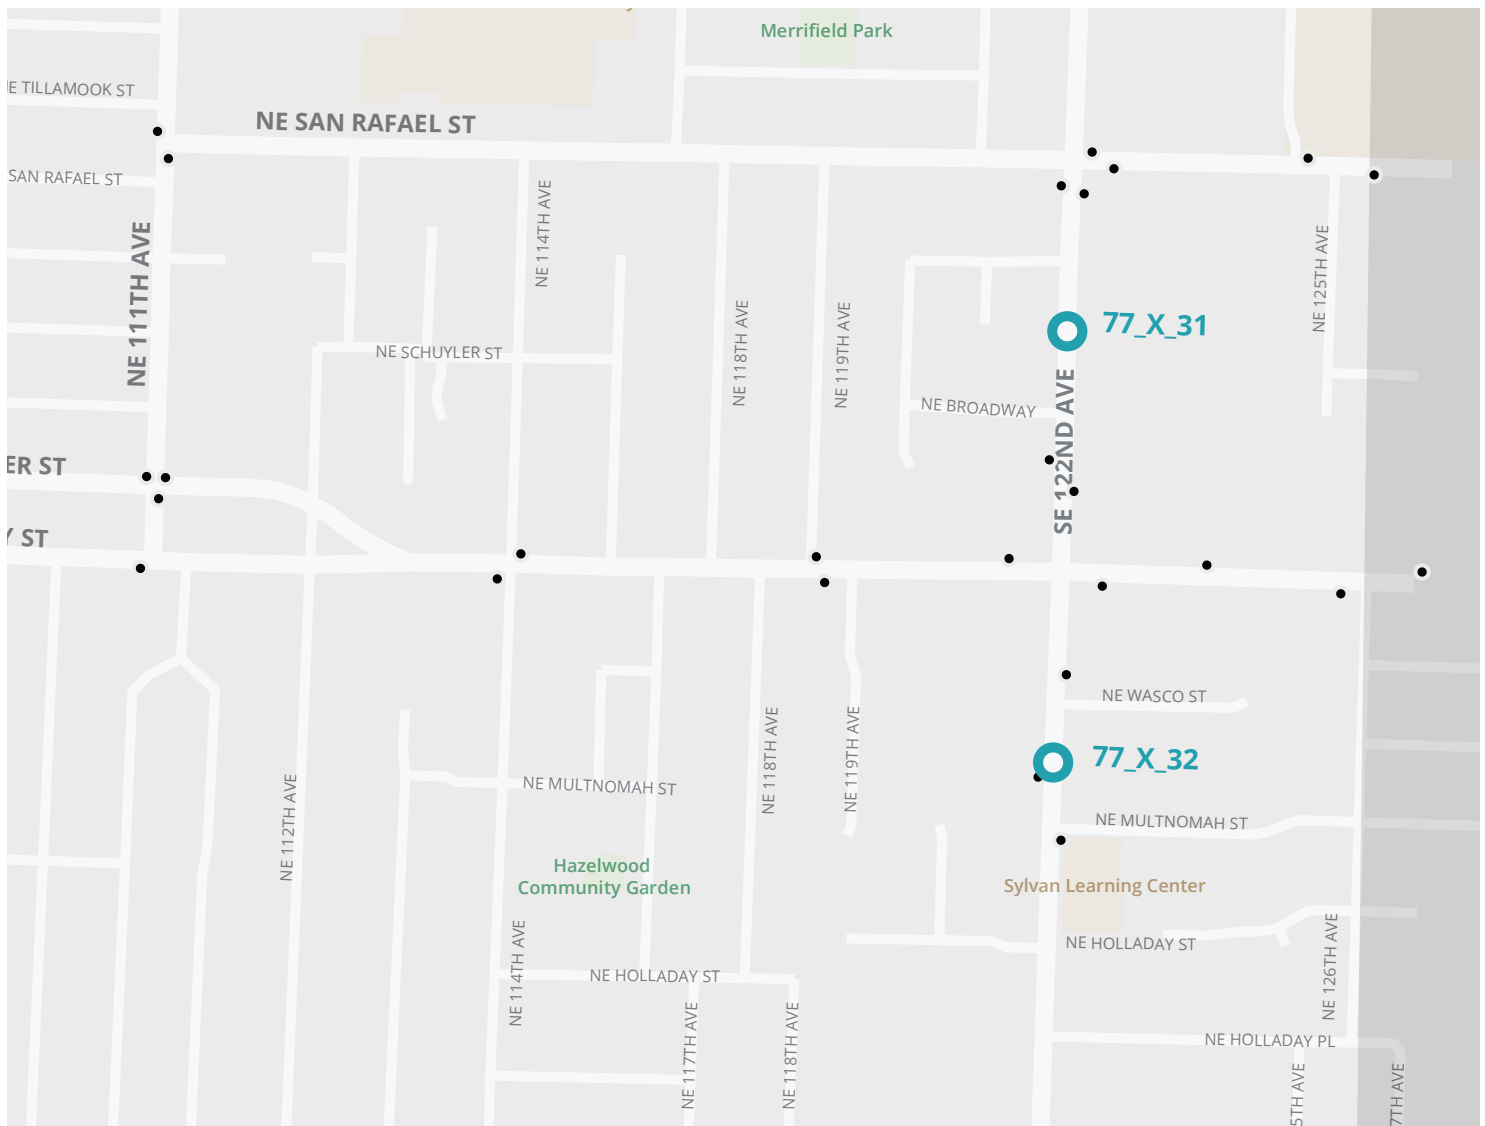 Merrifield Park
NE TILLAMOOK ST
NE SAN RAFAEL ST
SAN RAFAEL ST
NE 111TH AVE
NE 114TH AVE
NE 125TH AVE
77_X_31
NE 118TH AVE
NE 119TH AVE
NE SCHUYLER ST
SE 122ND AVE
NE BROADWAY
ER ST
Y ST
NE WASCO ST
NE 118TH AVE
NE 119TH AVE
77_X_32
NE 112TH AVE
NE MULTNOMAH ST
NE MULTNOMAH ST
Hazelwood
Community Garden
Sylvan Learning Center
NE 114TH AVE
NE HOLLADAY ST
NE 126TH AVE
NE HOLLADAY ST
NE 117TH AVE
NE 118TH AVE
NE HOLLADAY PL
5TH AVE
7TH AVE